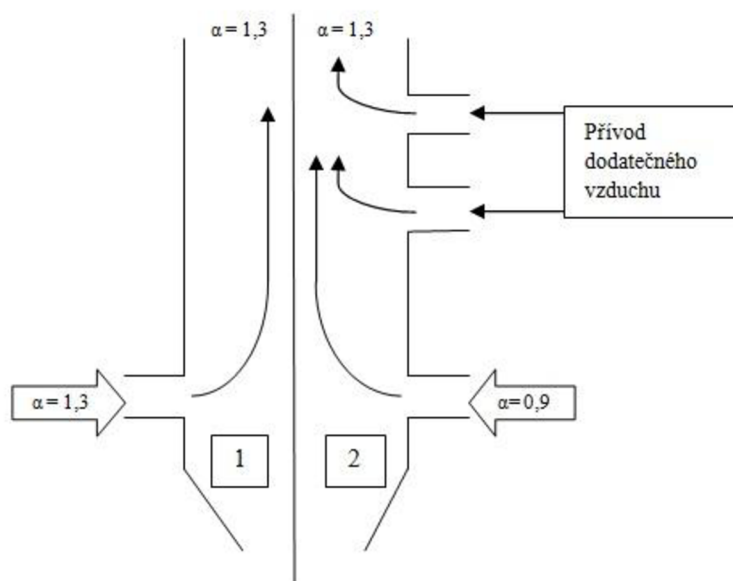 α = 1,3
α = 1,3
Přívod
dodatečného
vzduchu
α = 1,3
α= 0,9
1
2